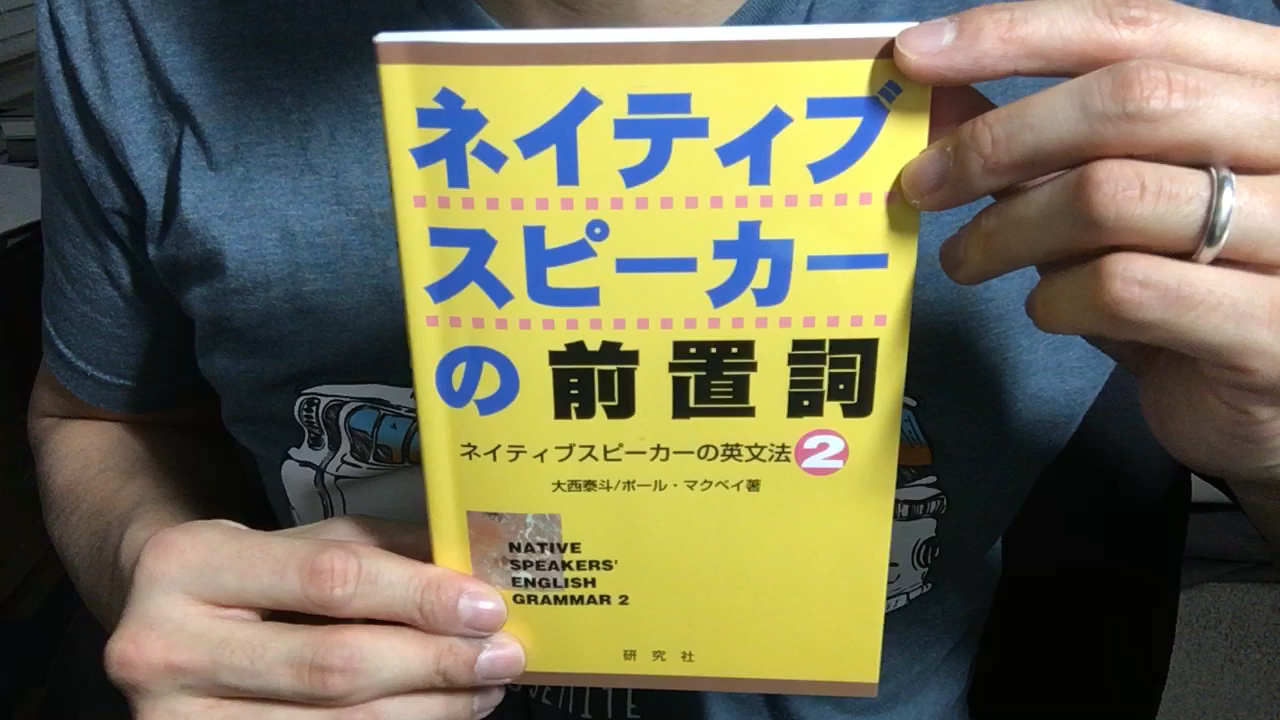 ネイティブ
スピーカー
の前置詞
ネイティブスピーカーの英文法2
大西泰斗/ポール・マクベイ著
NATIVE
SPEAKERS'
ENGLISH
GRAMMAR 2
研究社